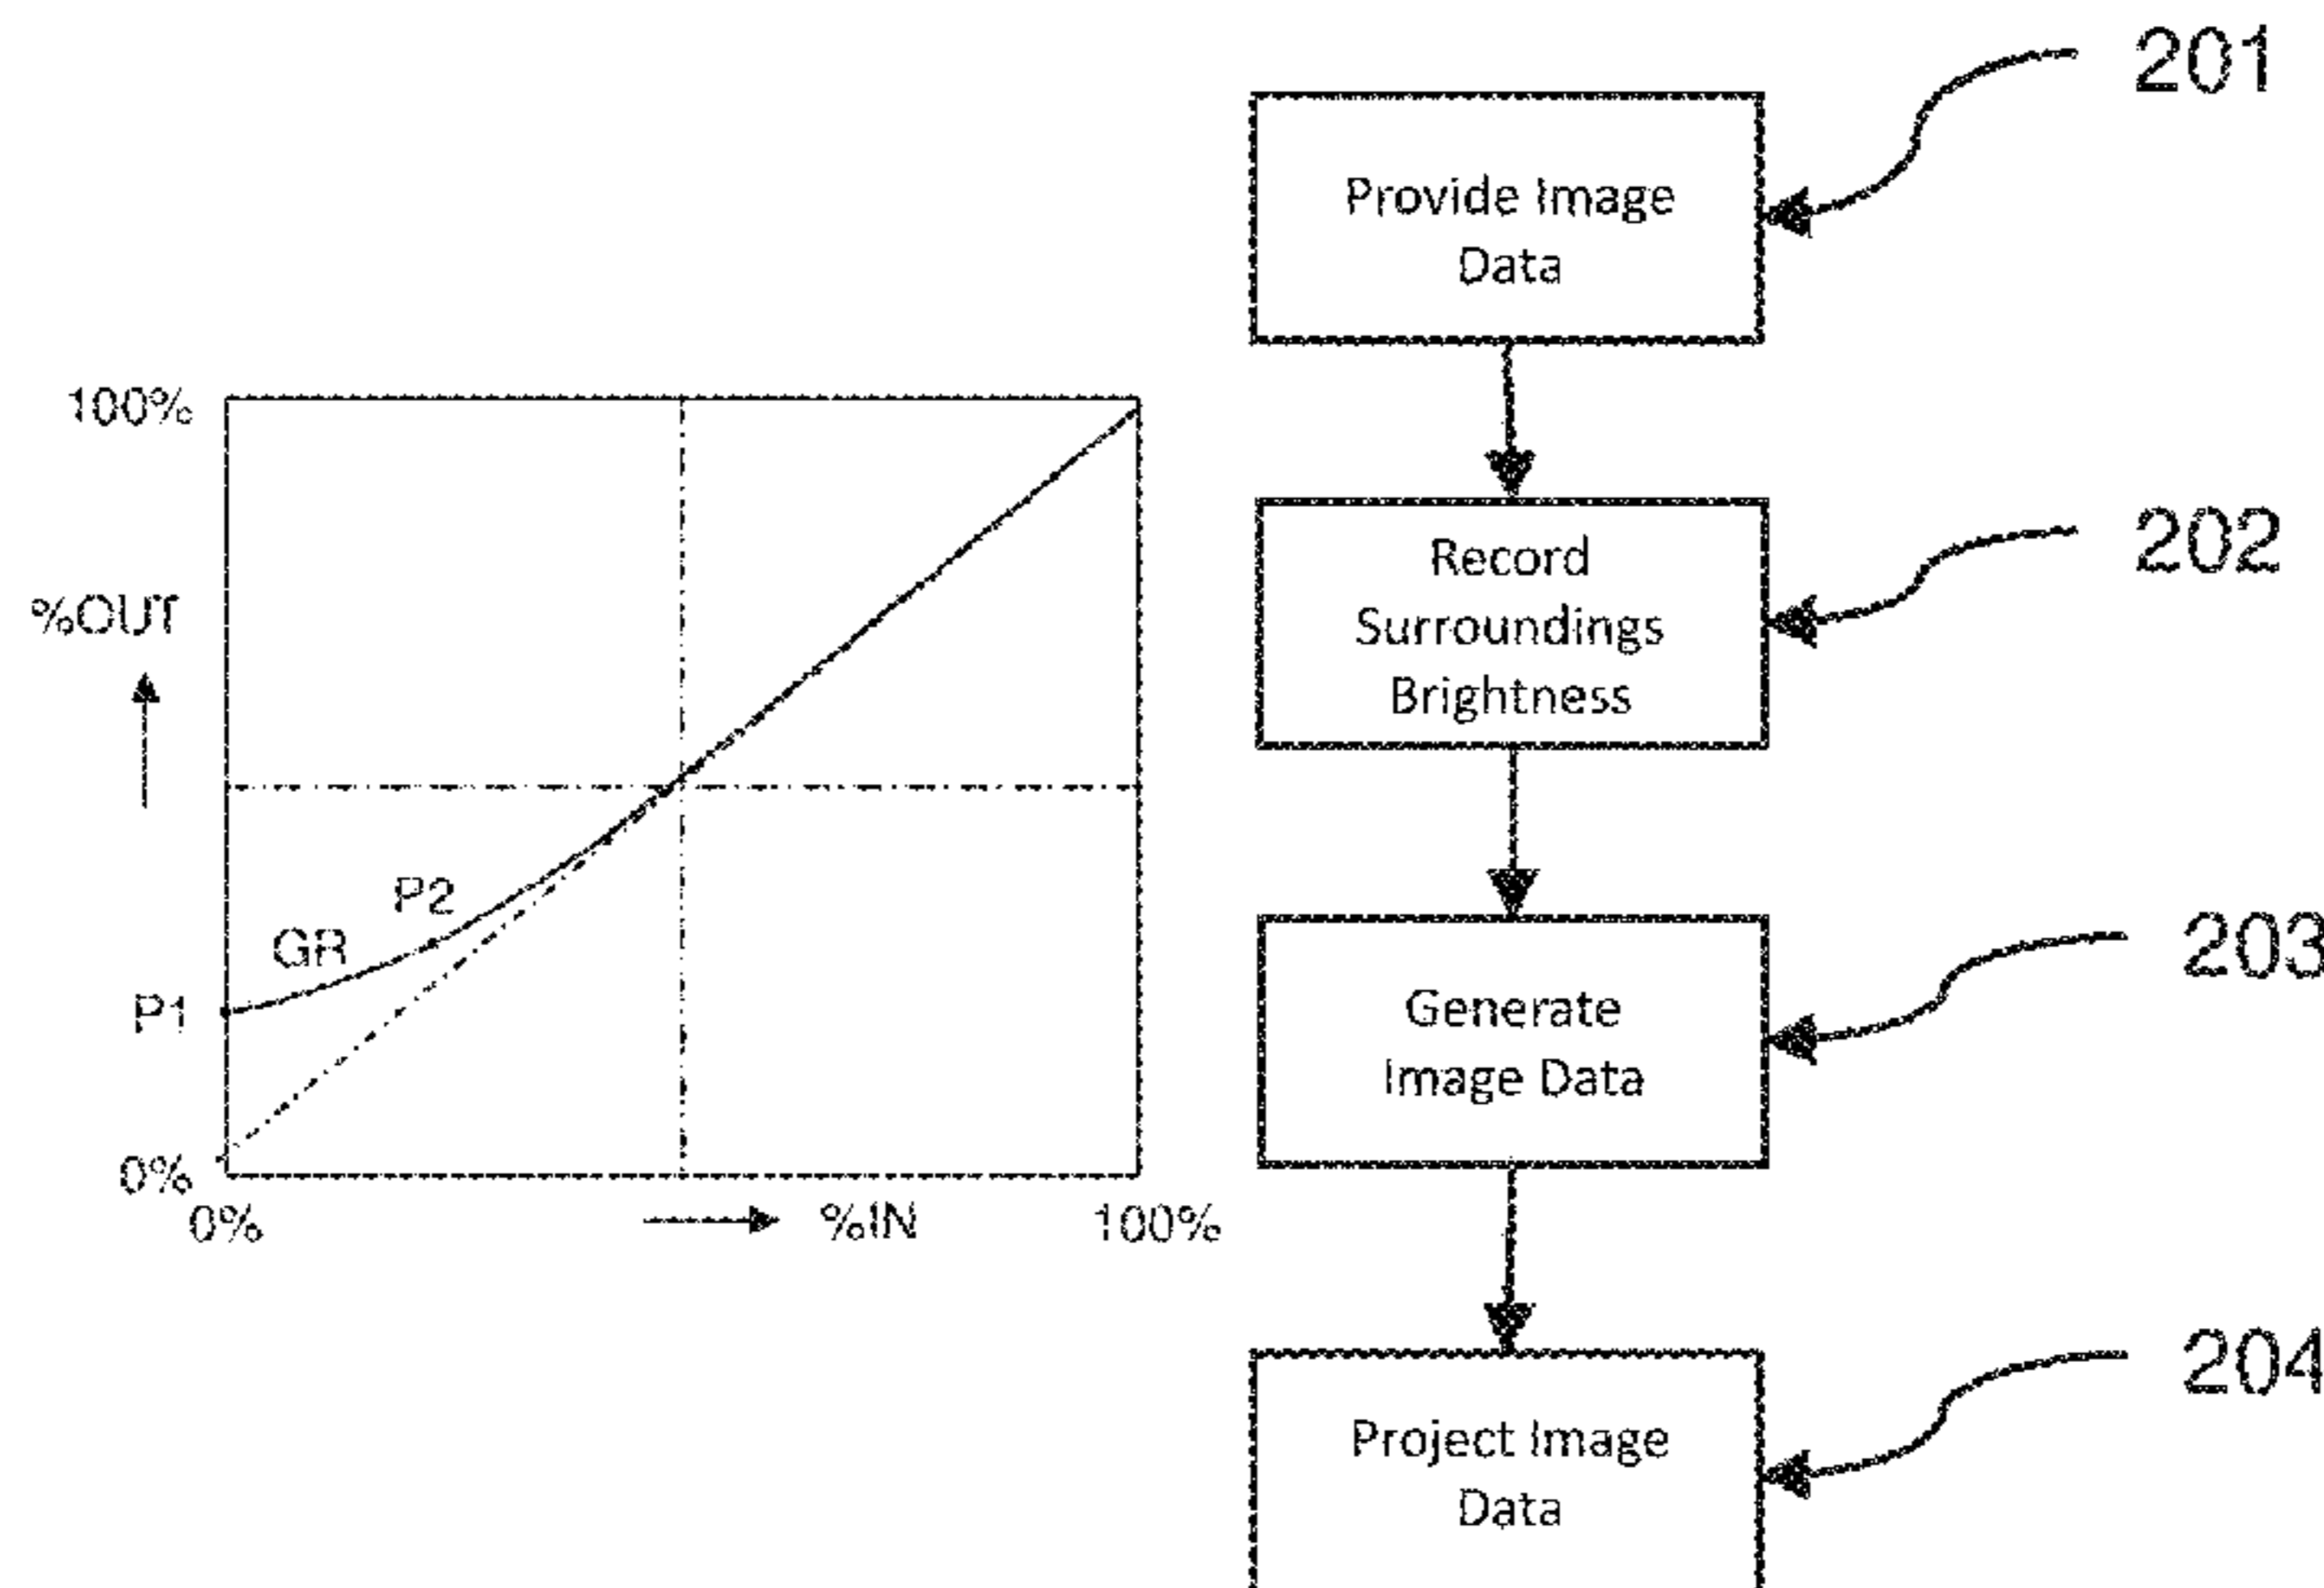 100%
%OUT
P2
GR
P1
0%
0%
%IN
100%
201
Provide Image
Data
202
Record
Surroundings
Brightness
203
Generate
Image Data
204
Project Image
Data